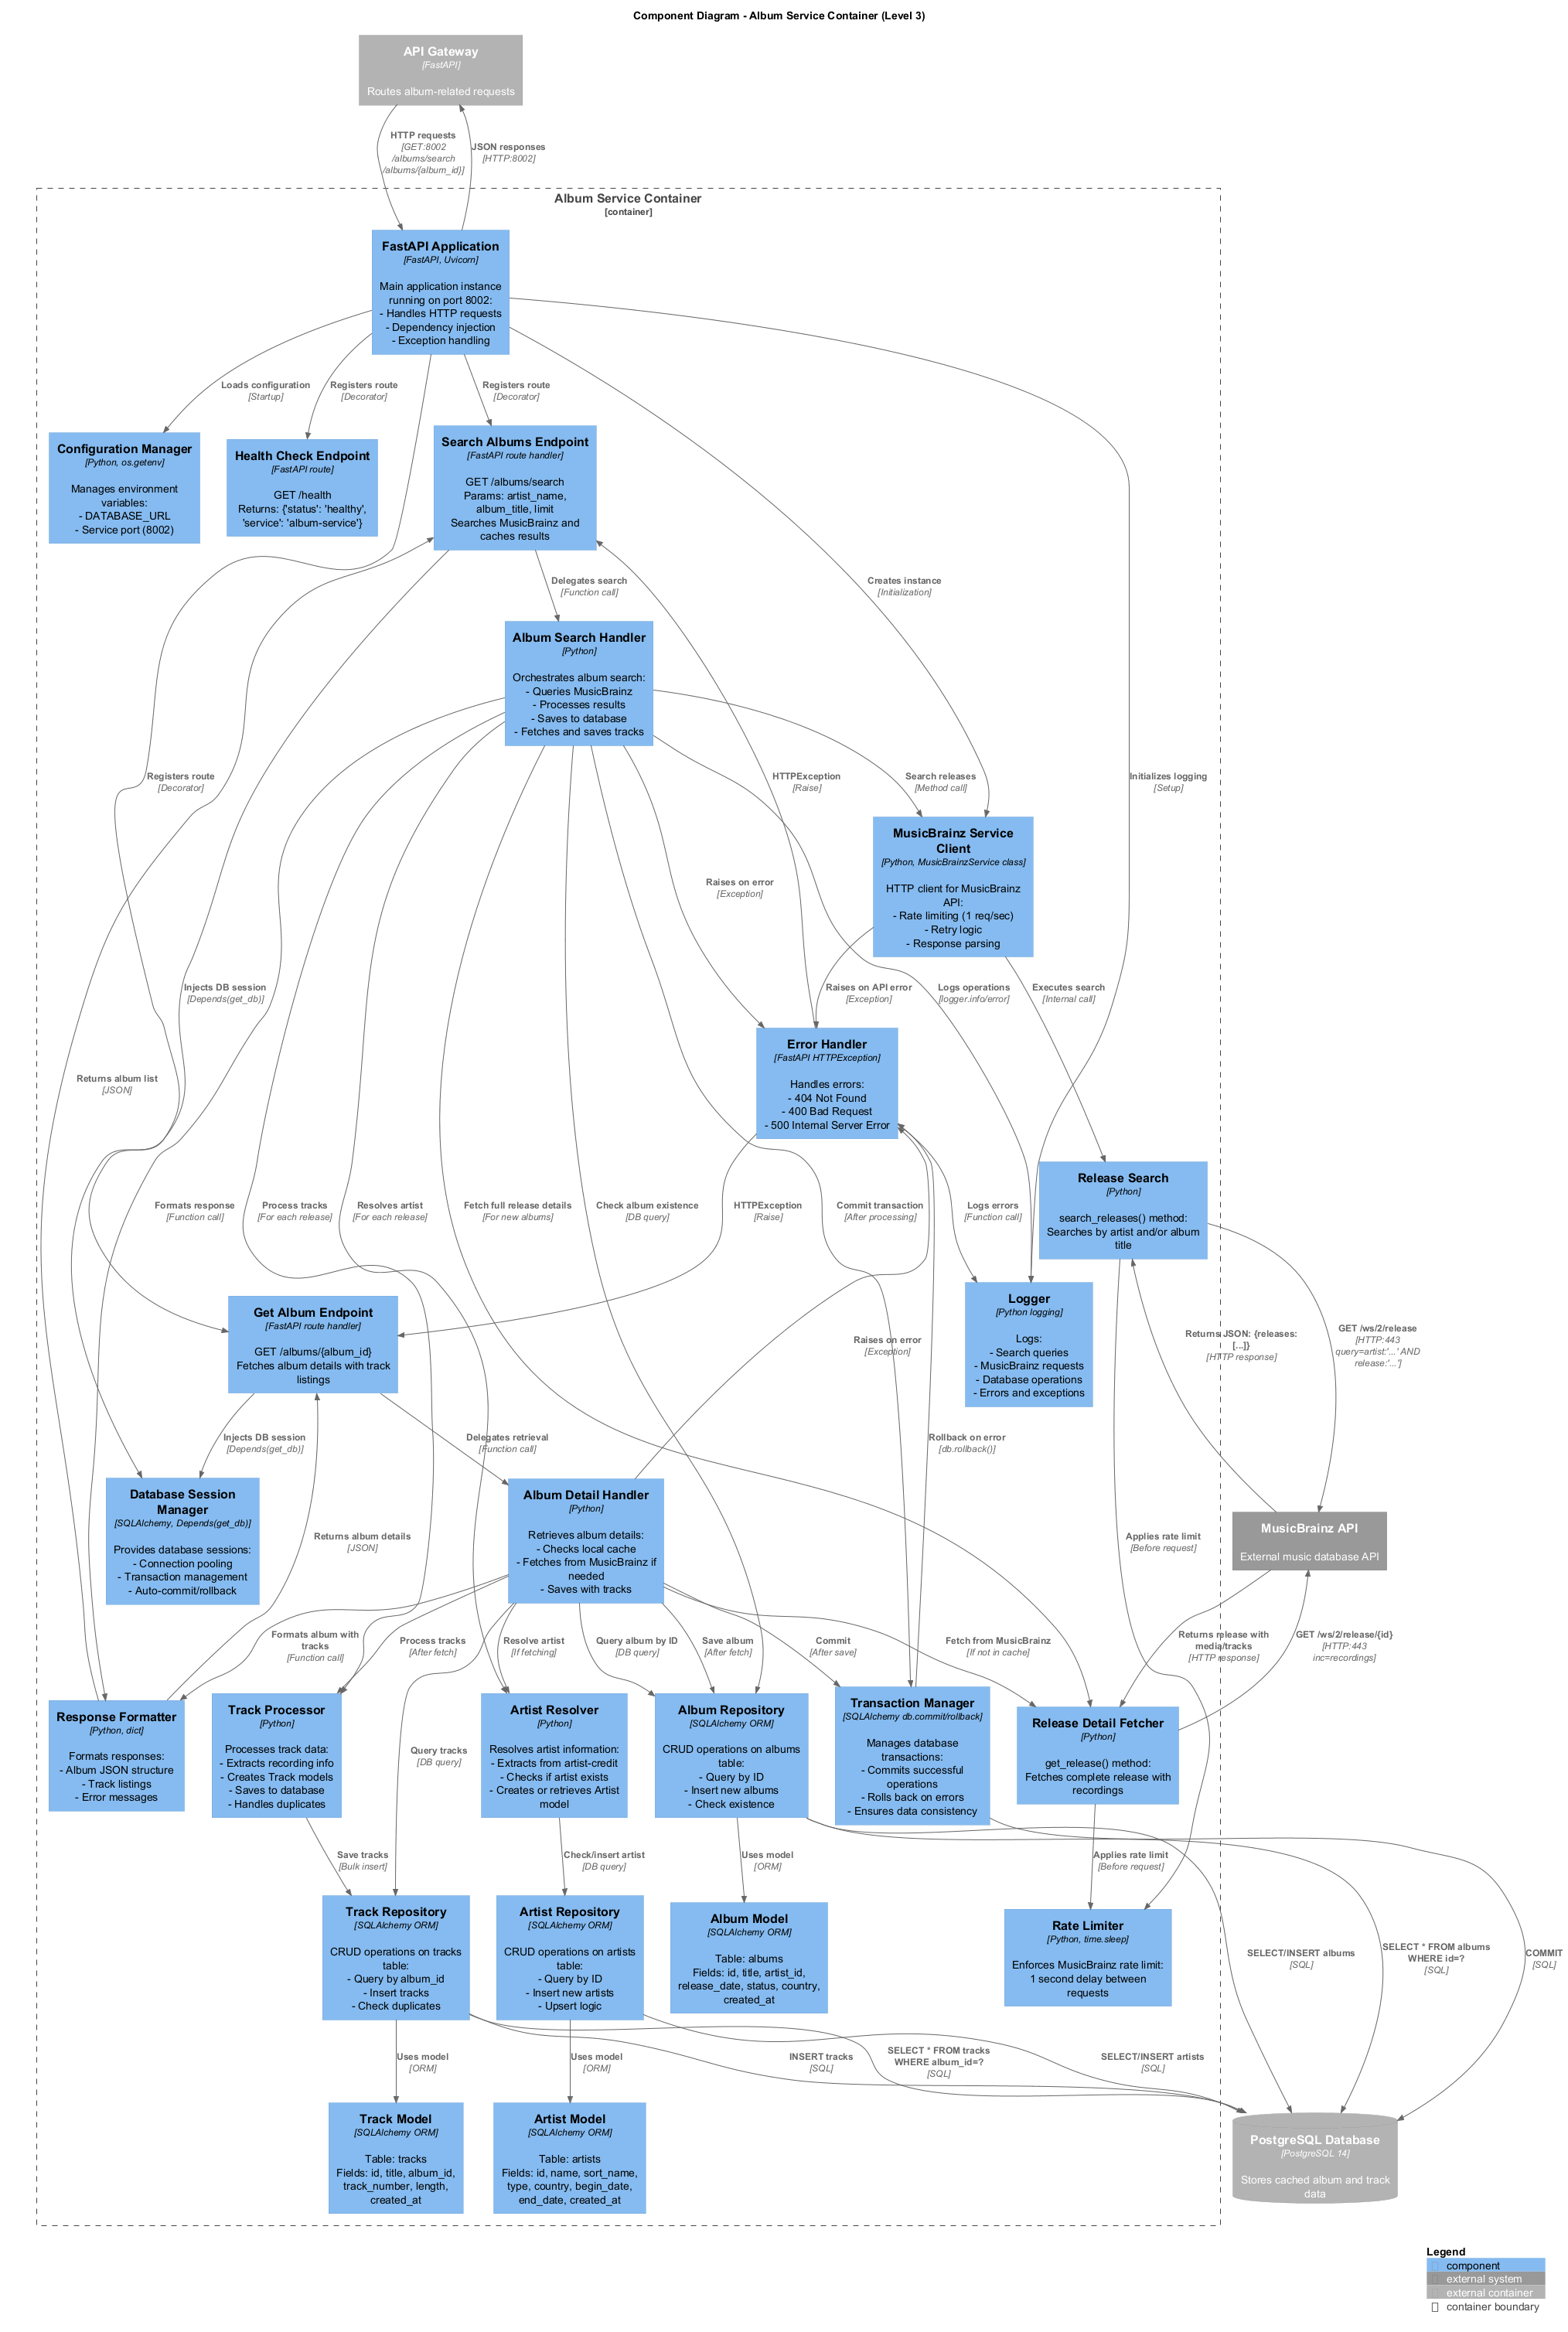 Component Diagram - Album Service Container (Level 3)
API Gateway
[FastAPI]
Routes album-related requests
HTTP requests
[GET:8002
/albums/search
/albums/{album_id}]
JSON responses
[HTTP:8002]
Album Service Container
[container]
FastAPI Application
[FastAPI, Uvicorn]
Main application instance
running on port 8002:
- Handles HTTP requests
- Dependency injection
- Exception handling
Loads configuration
[Startup]
Registers route
[Decorator]
Registers route
[Decorator]
Configuration Manager
[Python, os.getenv]
Manages environment
variables:
- DATABASE_URL
- Service port (8002)
Health Check Endpoint
[FastAPI route]
GET /health
Returns: {'status': 'healthy',
'service': 'album-service'}
Search Albums Endpoint
[FastAPI route handler]
GET /albums/search
Params: artist_name,
album_title, limit
Searches MusicBrainz and
caches results
Delegates search
[Function call]
Creates instance
[Initialization]
Album Search Handler
[Python]
Orchestrates album search:
- Queries MusicBrainz
- Processes results
- Saves to database
- Fetches and saves tracks
Registers route
[Decorator]
HTTPException
[Raise]
Search releases
[Method call]
Initializes logging
[Setup]
MusicBrainz Service
Client
[Python, MusicBrainzService class]
HTTP client for MusicBrainz
API:
- Rate limiting (1 req/sec)
- Retry logic
- Response parsing
Raises on error
[Exception]
Injects DB session
[Depends(get_db)]
Raises on API error
[Exception]
Logs operations
[logger.info/error]
Executes search
[Internal call]
Error Handler
[FastAPI HTTPException]
Handles errors:
- 404 Not Found
- 400 Bad Request
- 500 Internal Server Error
Returns album list
[JSON]
Release Search
[Python]
search_releases() method:
Searches by artist and/or album
title
Formats response
[Function call]
Process tracks
[For each release]
Resolves artist
[For each release]
Fetch full release details
[For new albums]
Check album existence
[DB query]
HTTPException
[Raise]
Commit transaction
[After processing]
Logs errors
[Function call]
Get Album Endpoint
[FastAPI route handler]
GET /albums/{album_id}
Fetches album details with track
listings
Logger
[Python logging]
Logs:
- Search queries
- MusicBrainz requests
- Database operations
- Errors and exceptions
Raises on error
[Exception]
Returns JSON: {releases:
[...]}
[HTTP response]
GET /ws/2/release
[HTTP:443
query=artist:'...' AND
release:'...']
Injects DB session
[Depends(get_db)]
Delegates retrieval
[Function call]
Rollback on error
[db.rollback()]
Database Session
Manager
[SQLAlchemy, Depends(get_db)]
Provides database sessions:
- Connection pooling
- Transaction management
- Auto-commit/rollback
Returns album details
[JSON]
Album Detail Handler
[Python]
Retrieves album details:
- Checks local cache
- Fetches from MusicBrainz if
needed
- Saves with tracks
Applies rate limit
[Before request]
MusicBrainz API
External music database API
Formats album with
tracks
[Function call]
Process tracks
[After fetch]
Resolve artist
[If fetching]
Query album by ID
[DB query]
Save album
[After fetch]
Commit
[After save]
Fetch from MusicBrainz
[If not in cache]
Returns release with
media/tracks
[HTTP response]
GET /ws/2/release/{id}
[HTTP:443
inc=recordings]
Response Formatter
[Python, dict]
Formats responses:
- Album JSON structure
- Track listings
- Error messages
Track Processor
[Python]
Processes track data:
- Extracts recording info
- Creates Track models
- Saves to database
- Handles duplicates
Query tracks
[DB query]
Artist Resolver
[Python]
Resolves artist information:
- Extracts from artist-credit
- Checks if artist exists
- Creates or retrieves Artist
model
Album Repository
[SQLAlchemy ORM]
CRUD operations on albums
table:
- Query by ID
- Insert new albums
- Check existence
Transaction Manager
[SQLAlchemy db.commit/rollback]
Manages database
transactions:
- Commits successful
operations
- Rolls back on errors
- Ensures data consistency
Release Detail Fetcher
[Python]
get_release() method:
Fetches complete release with
recordings
Save tracks
[Bulk insert]
Check/insert artist
[DB query]
Uses model
[ORM]
Applies rate limit
[Before request]
Track Repository
[SQLAlchemy ORM]
CRUD operations on tracks
table:
- Query by album_id
- Insert tracks
- Check duplicates
Artist Repository
[SQLAlchemy ORM]
CRUD operations on artists
table:
- Query by ID
- Insert new artists
- Upsert logic
Album Model
[SQLAlchemy ORM]
Table: albums
Fields: id, title, artist_id,
release_date, status, country,
created_at
Rate Limiter
[Python, time.sleep]
Enforces MusicBrainz rate limit:
1 second delay between
requests
SELECT/INSERT albums
[SQL]
SELECT * FROM albums
WHERE id=?
[SQL]
COMMIT
[SQL]
Uses model
[ORM]
Uses model
[ORM]
INSERT tracks
[SQL]
SELECT * FROM tracks
WHERE album_id=?
[SQL]
SELECT/INSERT artists
[SQL]
Track Model
[SQLAlchemy ORM]
Table: tracks
Fields: id, title, album_id,
track_number, length,
created_at
Artist Model
[SQLAlchemy ORM]
Table: artists
Fields: id, name, sort_name,
type, country, begin_date,
end_date, created_at
PostgreSQL Database
[PostgreSQL 14]
Stores cached album and track
data
Legend
component
external system
external container
container boundary